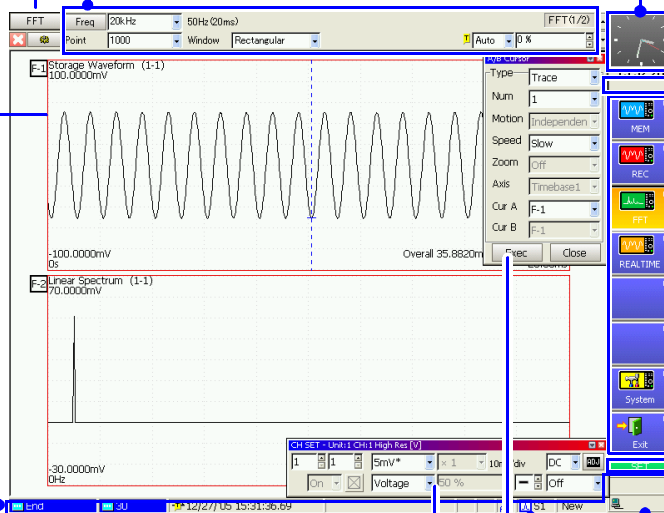 FFT Freq 20kHz 50Hz(20ms) FFT(1/2)
Point 1000 Window Rectangular Auto 0 %
F-1 Storage Waveform (1-1)
100.0000mV
A/B Cursor
Type Trace
Num 1
Motion Independen
Speed Slow
Zoom Off
Axis Timebase1
Cur A F-1
Cur B F-1
Exec Close
-100.0000mV
0s
Overall 35.8820m
F-2 Linear Spectrum (1-1)
70.0000mV
-30.0000mV
0Hz
MEM
REC
FFT
REALTIME
System
Exit
SET
CH SET - Unit:1 CH:1 High Res [V]
1 1 5mV* × 1 10m /div DC ADJ
On Voltage 50 % Off
End 30 12/27/'05 15:31:36.69 S1 New